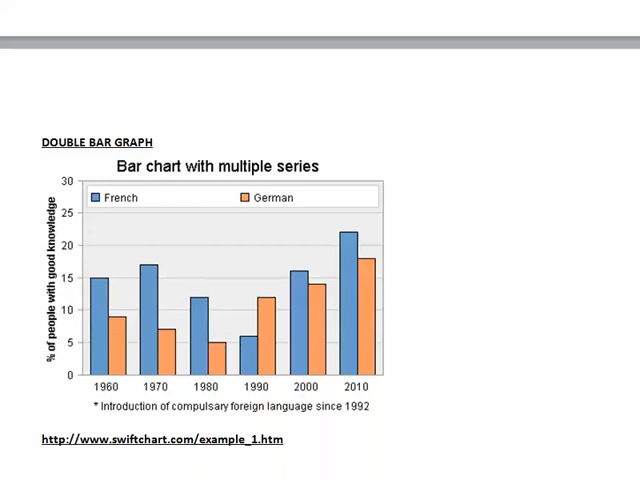 DOUBLE BAR GRAPH
Bar chart with multiple series
French
German
% of people with good knowledge
30
25
20
15
10
5
0
1960 1970 1980 1990 2000 2010
* Introduction of compulsary foreign language since 1992
http://www.swiftchart.com/example_1.htm